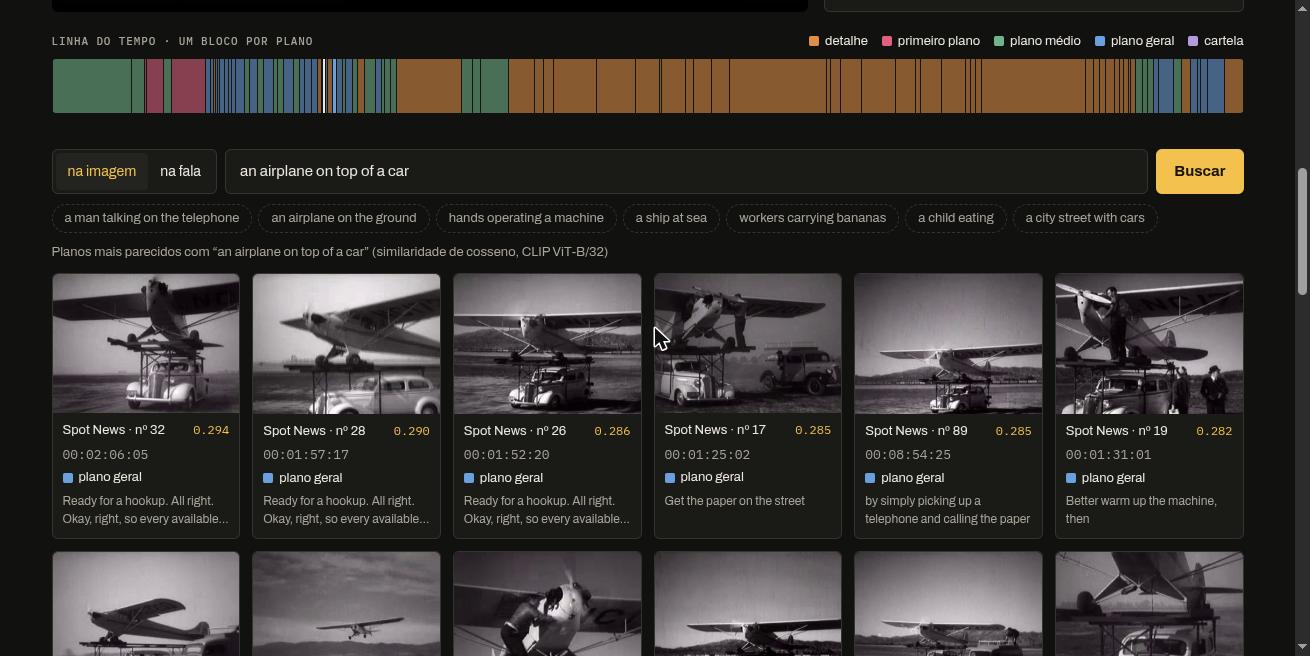 LINHA DO TEMPO · UM BLOCO POR PLANO
detalhe
primeiro plano
plano médio
plano geral
cartela
na imagem
na fala
an airplane on top of a car
Buscar
a man talking on the telephone
an airplane on the ground
hands operating a machine
a ship at sea
workers carrying bananas
a child eating
a city street with cars
Planos mais parecidos com “an airplane on top of a car” (similaridade de cosseno, CLIP ViT-B/32)
Spot News · nº 32
0.294
00:02:06:05
plano geral
Ready for a hookup. All right.
Okay, right, so every available…
Spot News · nº 28
0.290
00:01:57:17
plano geral
Ready for a hookup. All right.
Okay, right, so every available…
Spot News · nº 26
0.286
00:01:52:20
plano geral
Ready for a hookup. All right.
Okay, right, so every available…
Spot News · nº 17
0.285
00:01:25:02
plano geral
Get the paper on the street
Spot News · nº 89
0.285
00:08:54:25
plano geral
by simply picking up a
telephone and calling the paper
Spot News · nº 19
0.282
00:01:31:01
plano geral
Better warm up the machine,
then